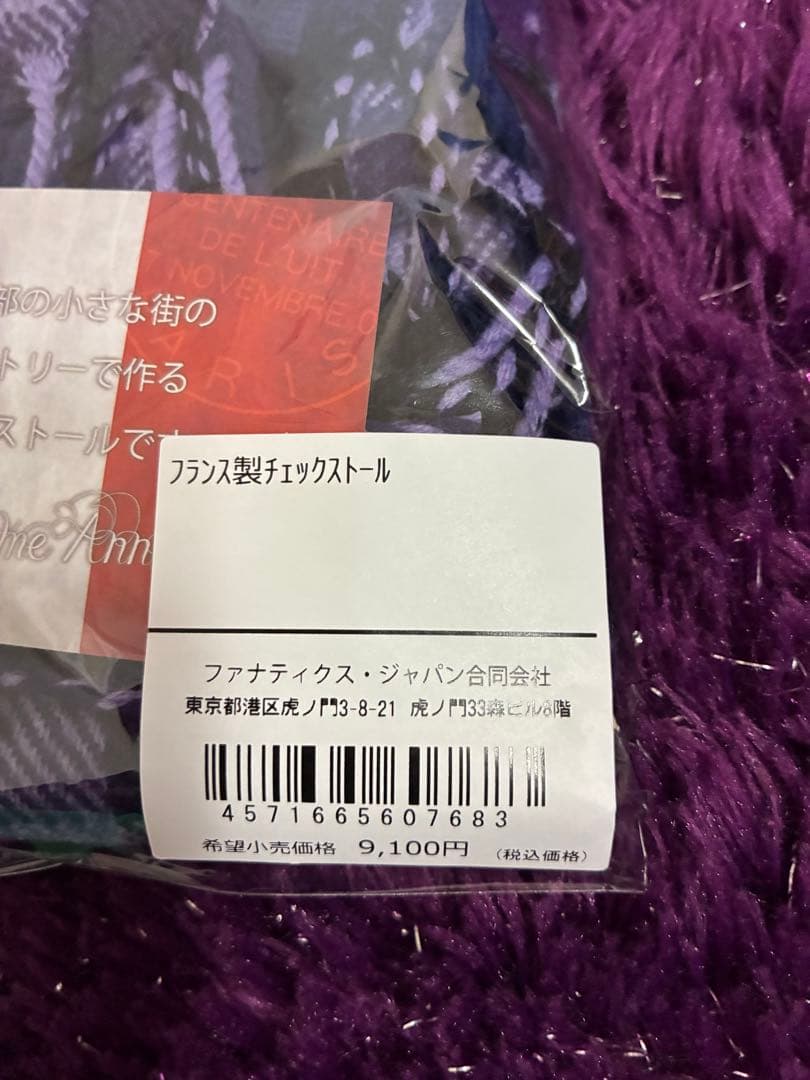 CENTENAIRE
DE L'UIT
NOVEMBRE
PARIS
部の小さな街の
トリーで作る
ストールです
me Ann
フランス製チェックストール
ファナティクス・ジャパン合同会社
東京都港区虎ノ門3-8-21 虎ノ門33森ビル8階
4571665607683
希望小売価格 9,100円 (税込価格)